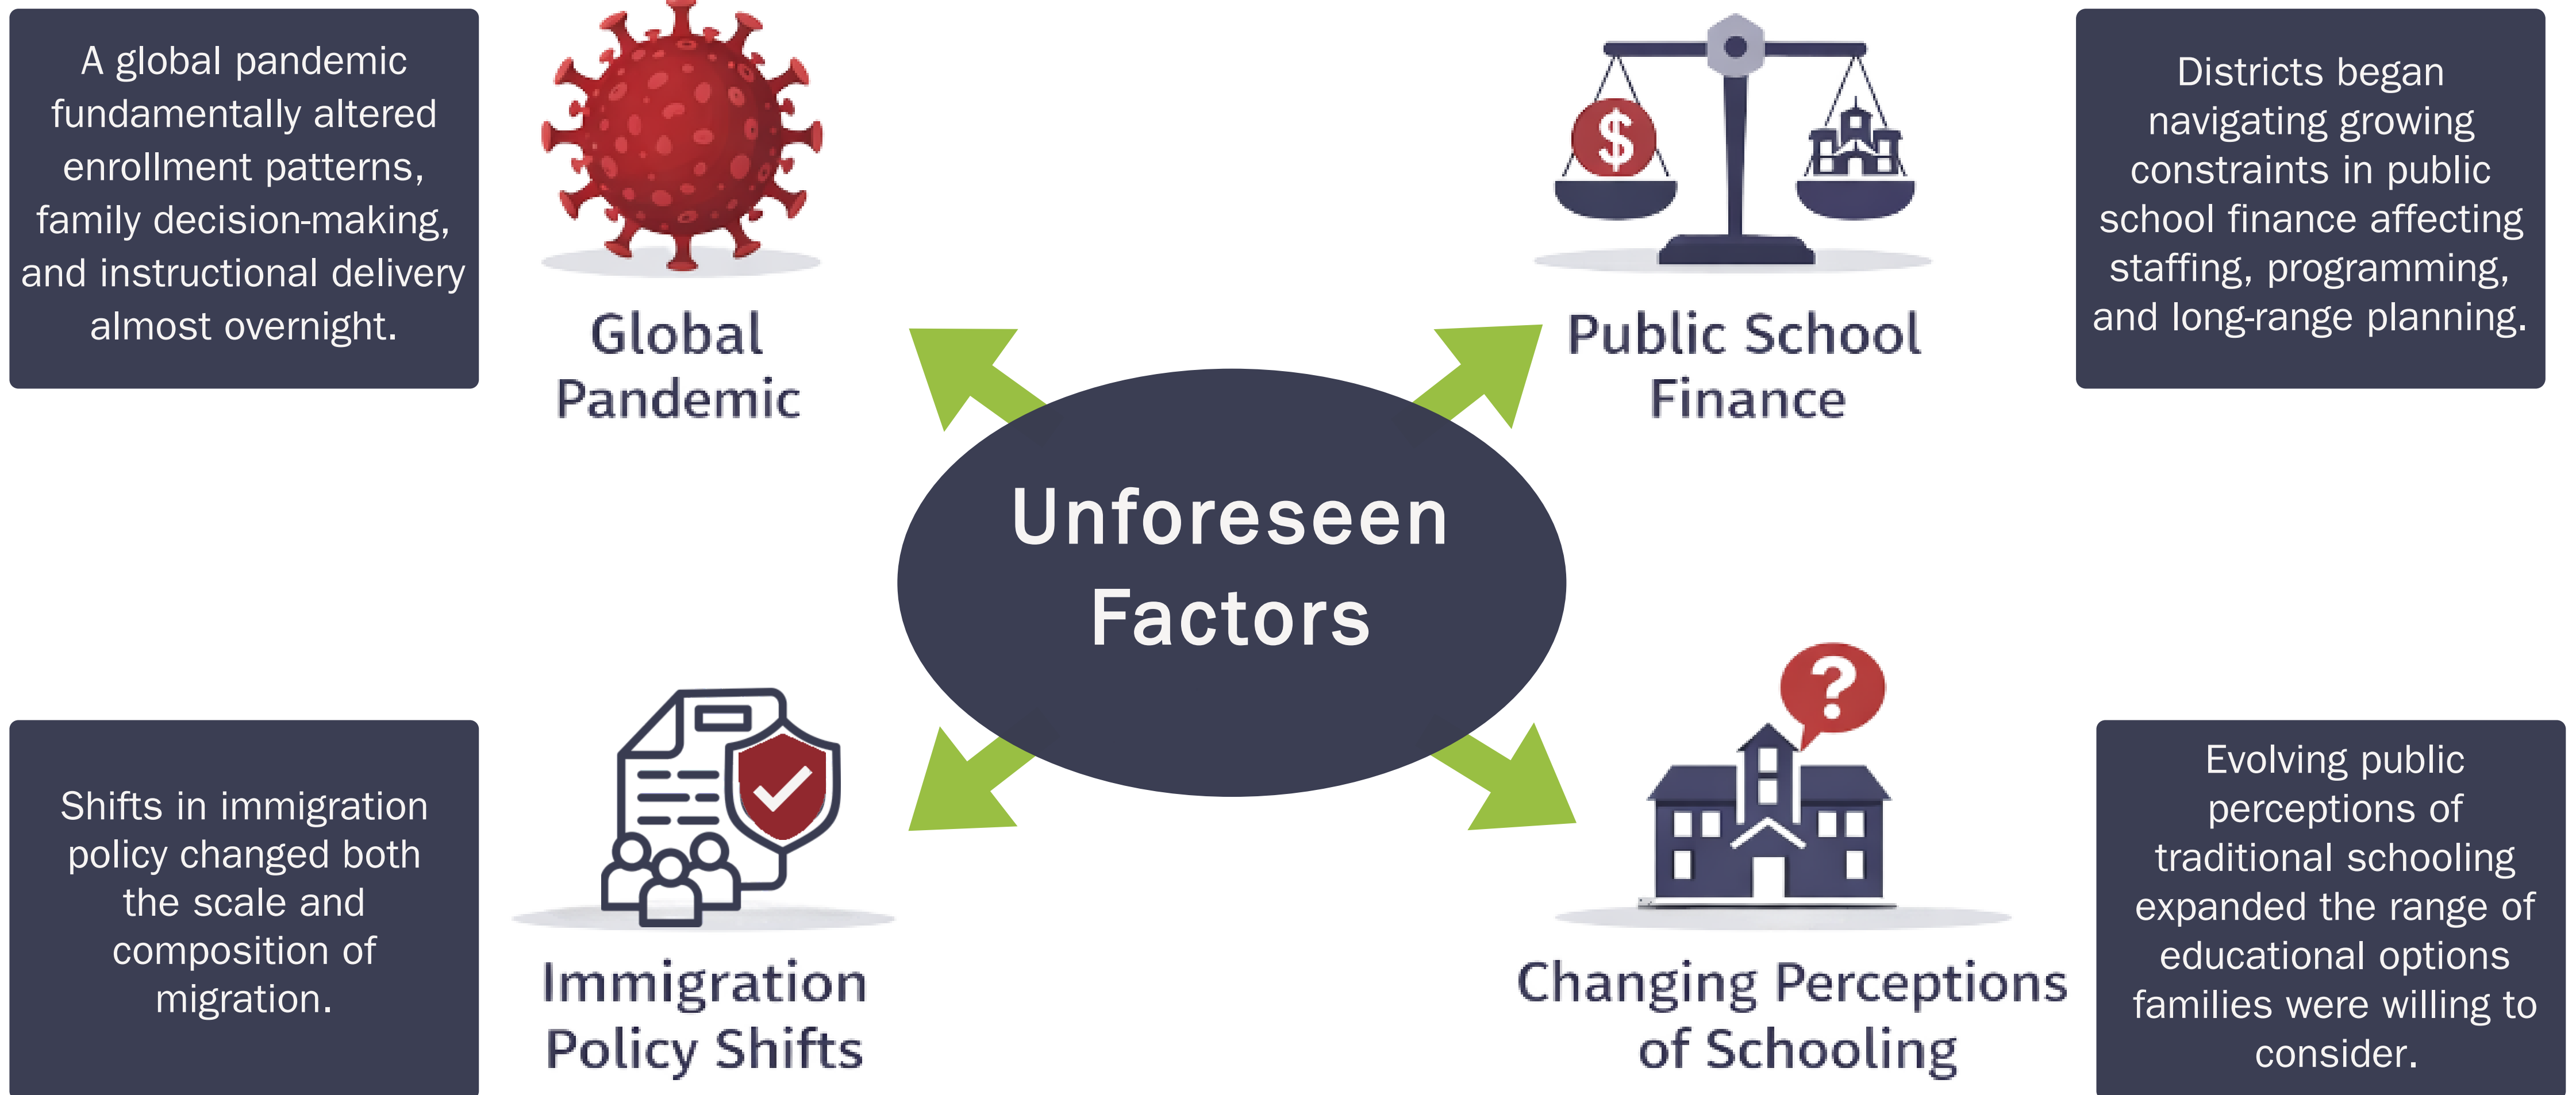 A global pandemic
fundamentally altered
enrollment patterns,
family decision-making,
and instructional delivery
almost overnight.
Global
Pandemic
$
Public School
Finance
Districts began
navigating growing
constraints in public
school finance affecting
staffing, programming,
and long-range planning.
Unforeseen
Factors
Shifts in immigration
policy changed both
the scale and
composition of
migration.
Immigration
Policy Shifts
?
Changing Perceptions
of Schooling
Evolving public
perceptions of
traditional schooling
expanded the range of
educational options
families were willing to
consider.